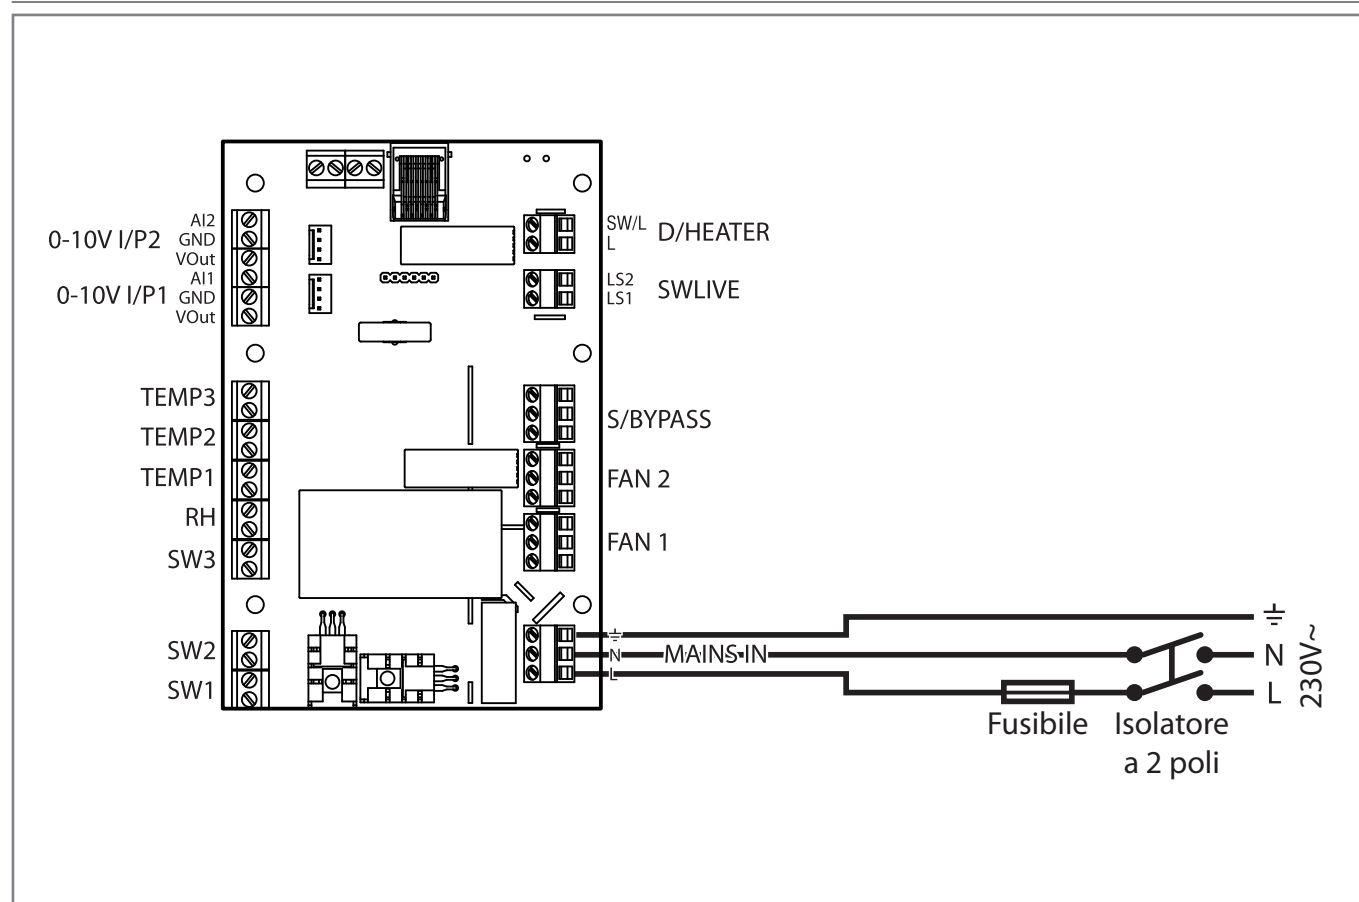 AI2
0-10V I/P2
GND
VOut
AI1
0-10V I/P1
GND
VOut
TEMP3
TEMP2
TEMP1
RH
SW3
SW2
SW1
SW/L
D/HEATER
L
LS2
SWLIVE
LS1
S/BYPASS
FAN 2
FAN 1
N
MAINS IN
L
N
L
230V~
Fusibile
Isolatore
a 2 poli